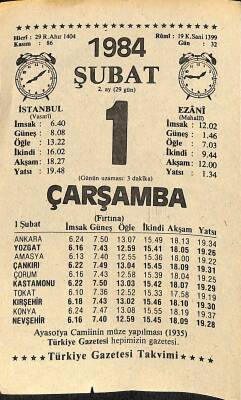 Hicrî : 29 R.Ahır 1404
Kasım : 86
1984
Rûmî : 19 K.Sani 1399
Gün : 32
ŞUBAT
2. ay (29 gün)
İSTANBUL
(Vasatî)
İmsak : 6.40
Güneş : 8.08
Öğle : 13.22
İkindi : 16.02
Akşam : 18.27
Yatsı : 19.48
1
EZÂNÎ
(Mahallî)
İmsak : 12.02
Güneş : 1.46
Öğle : 7.03
İkindi : 9.44
Akşam : 12.00
Yatsı : 1.34
(Günün uzaması: 3 dakika)
ÇARŞAMBA
(Fırtına)
1 Şubat İmsak Güneş Öğle İkindi Akşam Yatsı
ANKARA 6.24 7.50 13.07 15.49 18.13 19.34
YOZGAT 6.16 7.43 12.59 15.41 18.05 19.26
AMASYA 6.13 7.40 12.55 15.36 18.00
ÇANKIRI 6.22 7.49 13.04 15.45 18.09 19.31
ÇORUM 6.16 7.43 12.58 15.39 18.04 19.25
KASTAMONU 6.22 7.50 13.03 15.42 18.07 19.28
TOKAT 6.10 7.36 12.52 15.33 17.58 19.19
KIRŞEHİR 6.18 7.43 13.02 15.46 18.10 19.30
KONYA 6.24 7.47 13.08 15.55 18.18
NEVŞEHİR 6.16 7.40 12.59 15.45 18.09 19.28
Ayasofya Camiinin müze yapılması (1935)
Türkiye Gazetesi hepimizin gazetesi.
★★Türkiye Gazetesi Takvimi★★